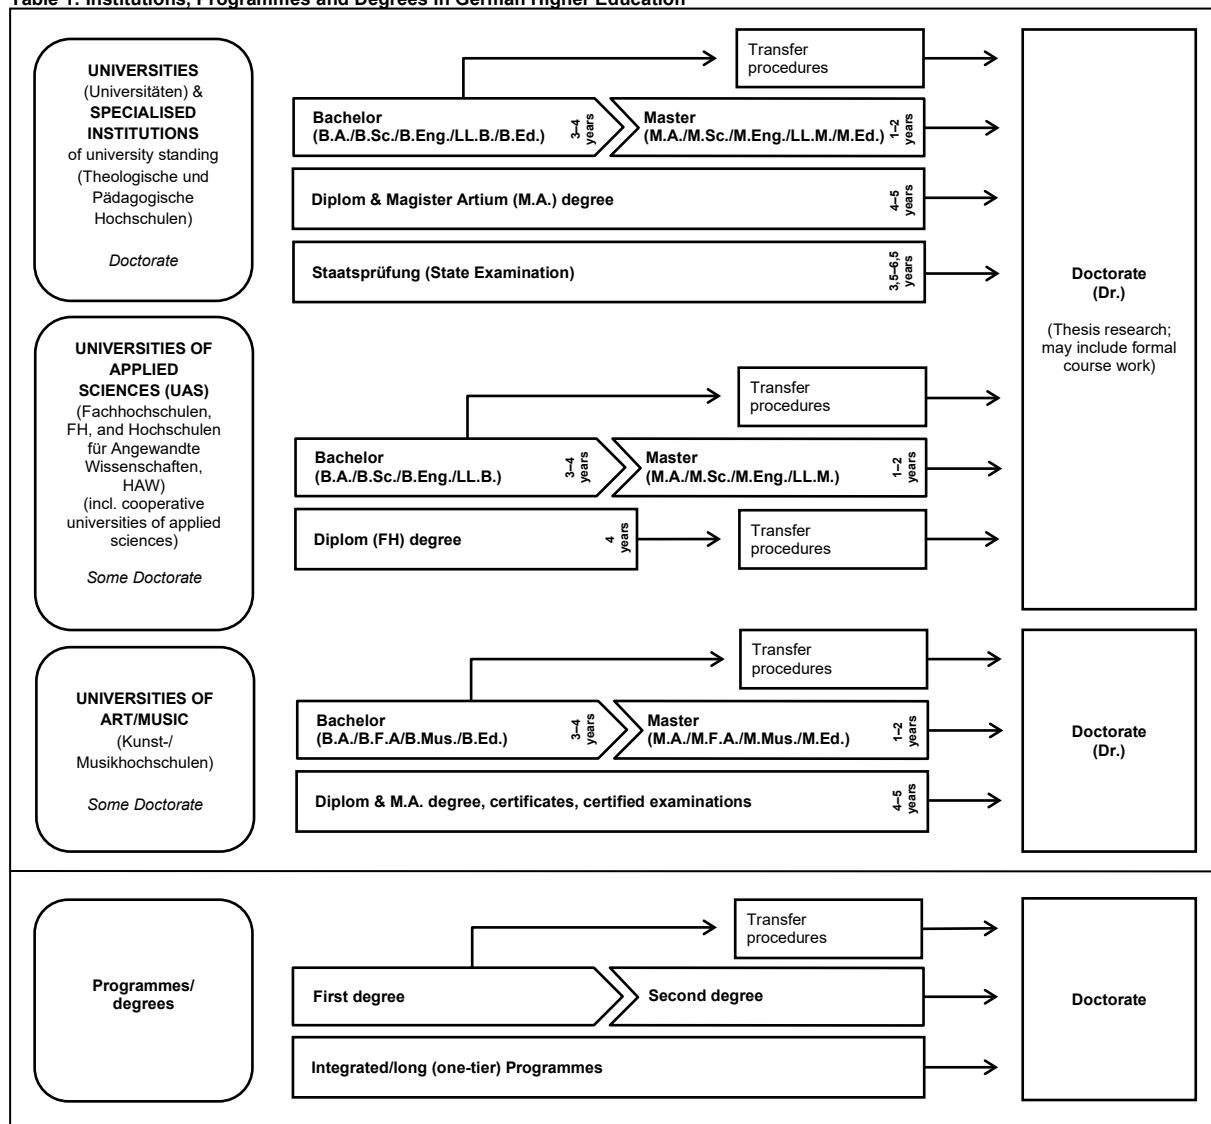 Table 1: Institutions, Programmes and Degrees in German Higher Education
UNIVERSITIES
(Universitäten) &
SPECIALISED
INSTITUTIONS
of university standing
(Theologische und
Pädagogische
Hochschulen)
Doctorate
Transfer
procedures
Bachelor
(B.A./B.Sc./B.Eng./LL.B./B.Ed.)
3–4
years
Master
(M.A./M.Sc./M.Eng./LL.M./M.Ed.)
1–2
years
Diplom & Magister Artium (M.A.) degree
4–5
years
Staatsprüfung (State Examination)
3,5–6,5
years
Doctorate
(Dr.)
(Thesis research;
may include formal
course work)
UNIVERSITIES OF
APPLIED
SCIENCES (UAS)
(Fachhochschulen,
FH, and Hochschulen
für Angewandte
Wissenschaften,
HAW)
(incl. cooperative
universities of applied
sciences)
Some Doctorate
Transfer
procedures
Bachelor
(B.A./B.Sc./B.Eng./LL.B.)
3–4
years
Master
(M.A./M.Sc./M.Eng./LL.M.)
1–2
years
Diplom (FH) degree
4
years
Transfer
procedures
UNIVERSITIES OF
ART/MUSIC
(Kunst-/
Musikhochschulen)
Some Doctorate
Transfer
procedures
Bachelor
(B.A./B.F.A/B.Mus./B.Ed.)
3–4
years
Master
(M.A./M.F.A./M.Mus./M.Ed.)
1–2
years
Diplom & M.A. degree, certificates, certified examinations
4–5
years
Doctorate
(Dr.)
Programmes/
degrees
Transfer
procedures
First degree
Second degree
Integrated/long (one-tier) Programmes
Doctorate